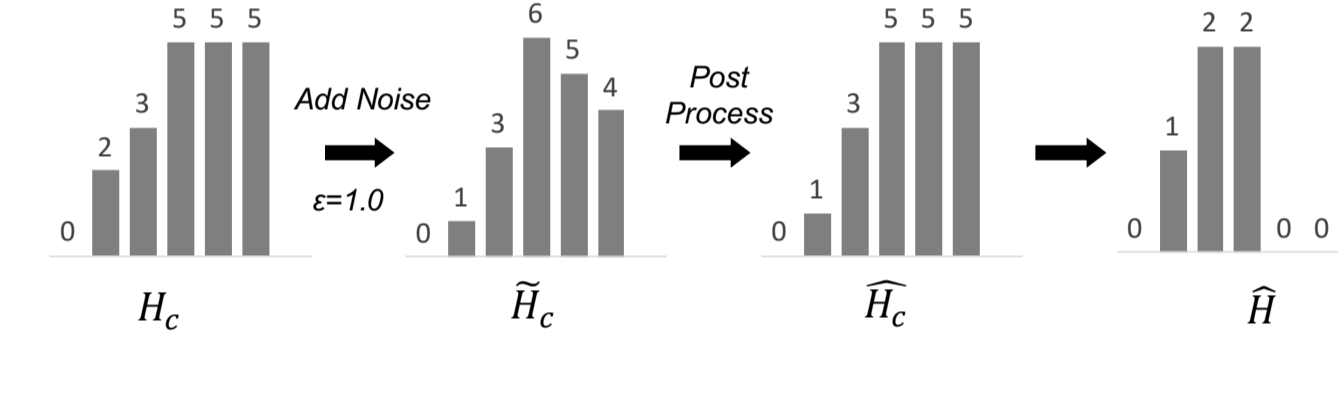 0 2 3 5 5 5
H_c
Add Noise
ε=1.0
0 1 3 6 5 4
H̃_c
Post
Process
0 1 3 5 5 5
Ĥ_c
0 1 2 2 0 0
Ĥ